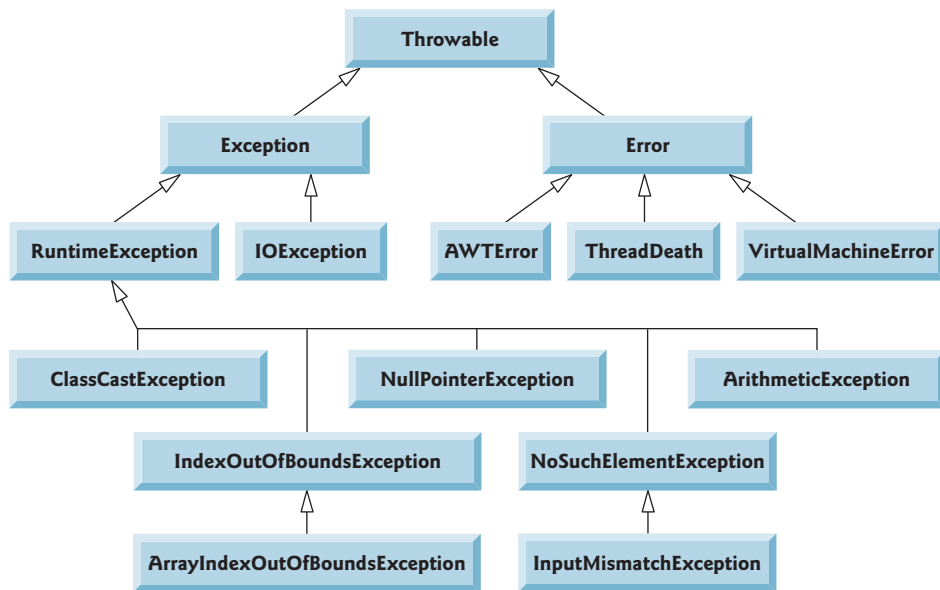 Throwable
Exception
Error
RuntimeException
IOException
AWTError
ThreadDeath
VirtualMachineError
ClassCastException
NullPointerException
ArithmeticException
IndexOutOfBoundsException
NoSuchElementException
ArrayIndexOutOfBoundsException
InputMismatchException